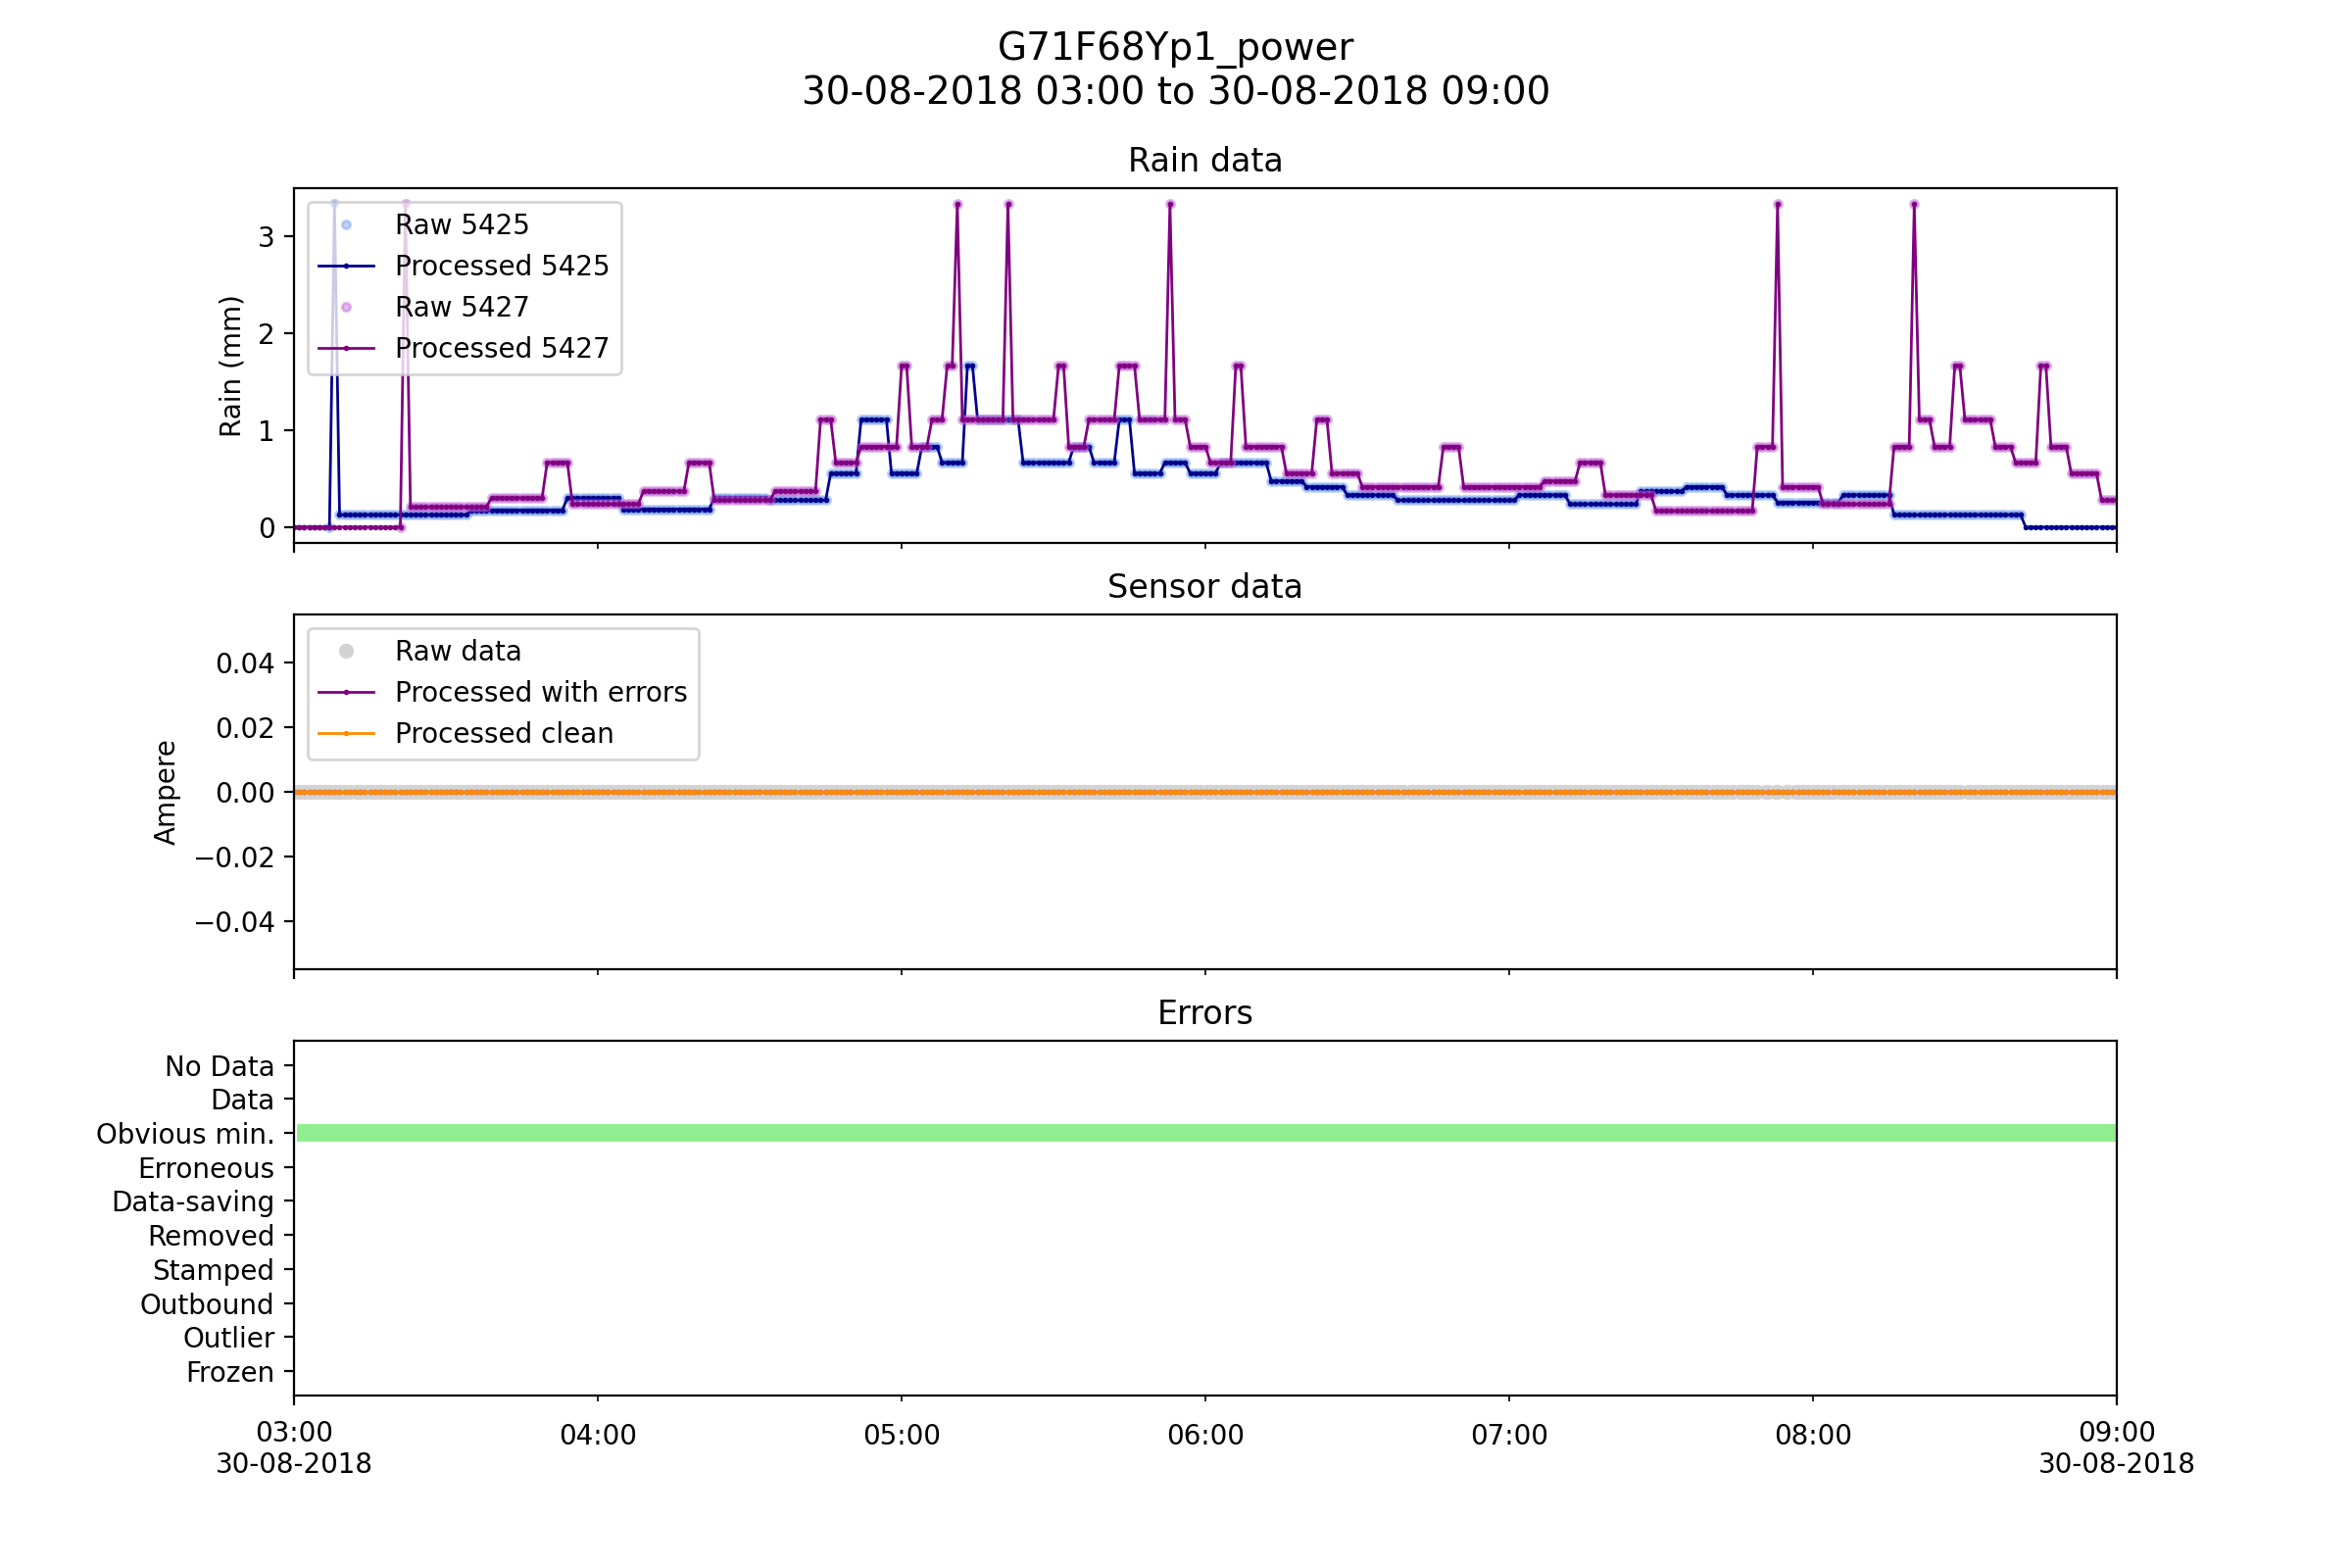 G71F68Yp1_power
30-08-2018 03:00 to 30-08-2018 09:00
Rain data
Rain (mm)
3
2
1
0
Raw 5425
Processed 5425
Raw 5427
Processed 5427
Sensor data
Ampere
0.04
0.02
0.00
−0.02
−0.04
Raw data
Processed with errors
Processed clean
Errors
No Data
Data
Obvious min.
Erroneous
Data-saving
Removed
Stamped
Outbound
Outlier
Frozen
03:00 04:00 05:00 06:00 07:00 08:00 09:00
30-08-2018 30-08-2018